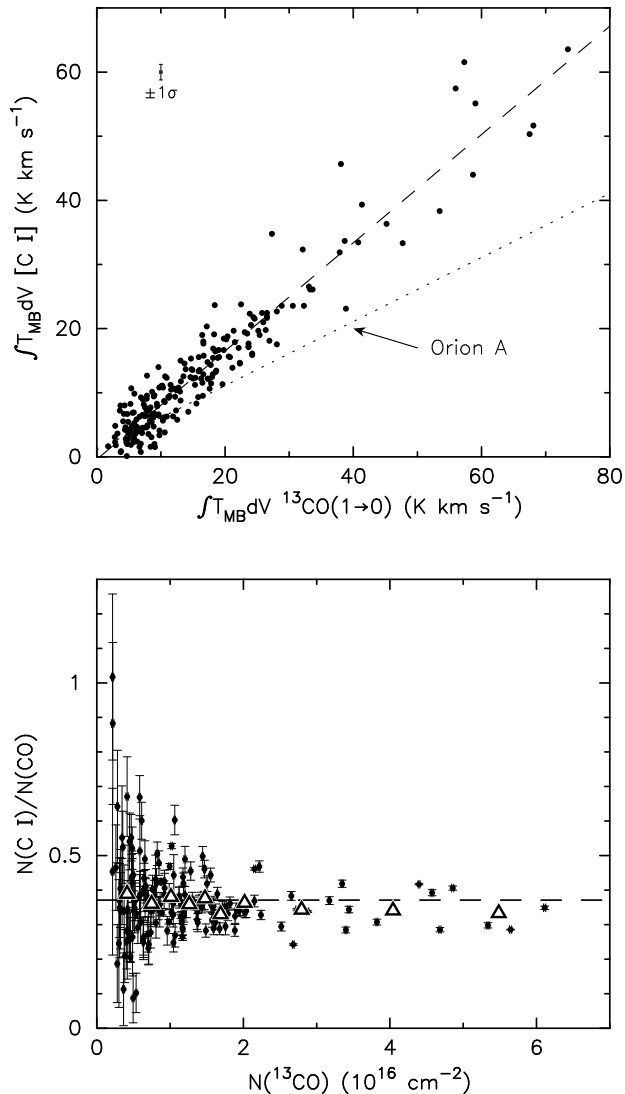 60
40
20
0
∫T_MB dV [C I] (K km s⁻¹)
±1σ
Orion A
0 20 40 60 80
∫T_MB dV ¹³CO(1→0) (K km s⁻¹)
1
0.5
0
N(C I)/N(CO)
0 2 4 6
N(¹³CO) (10¹⁶ cm⁻²)